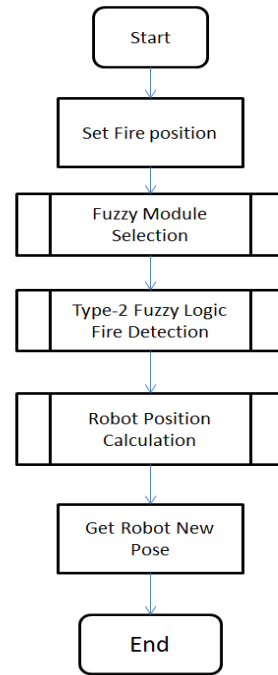 Start
Set Fire position
Fuzzy Module
Selection
Type-2 Fuzzy Logic
Fire Detection
Robot Position
Calculation
Get Robot New
Pose
End